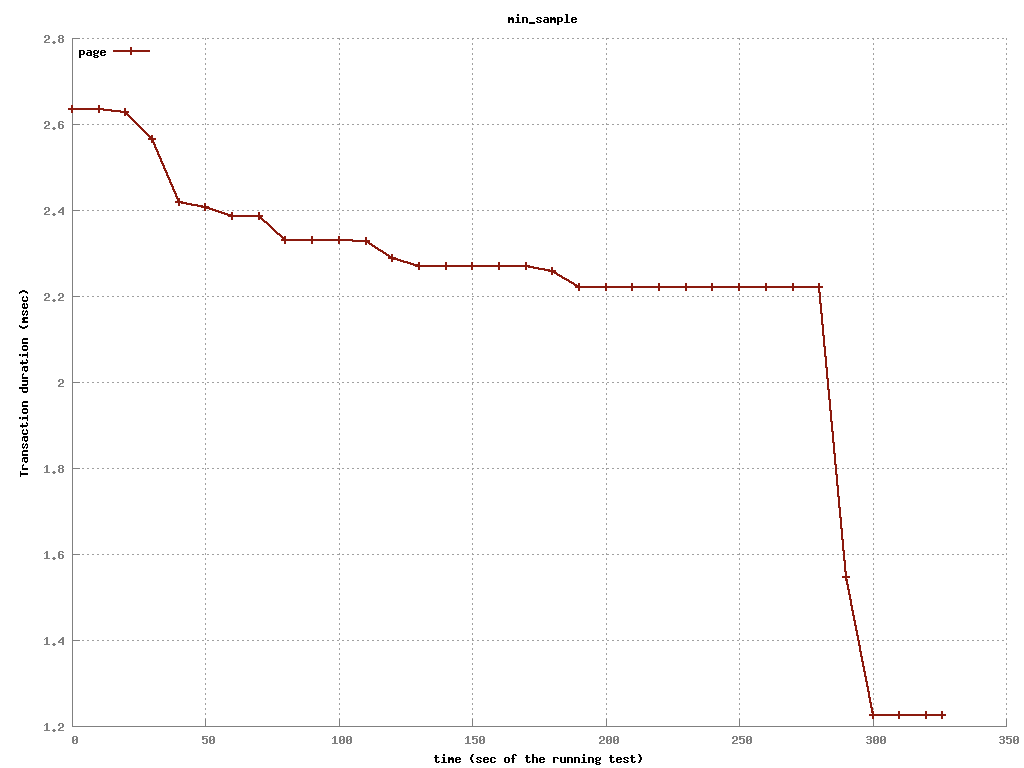 min_sample
page
2.8
2.6
2.4
2.2
2
1.8
1.6
1.4
1.2
Transaction duration (msec)
0 50 100 150 200 250 300 350
time (sec of the running test)